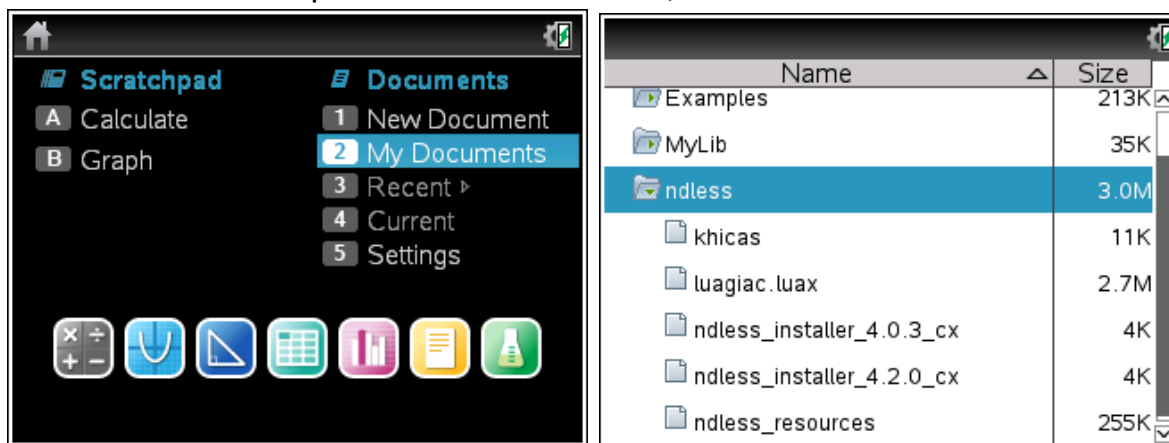 Scratchpad
A Calculate
B Graph
Documents
1 New Document
2 My Documents
3 Recent ▷
4 Current
5 Settings
Name Size
Examples 213K
MyLib 35K
ndless 3.0M
khicas 11K
luagiac.luax 2.7M
ndless_installer_4.0.3_cx 4K
ndless_installer_4.2.0_cx 4K
ndless_resources 255K